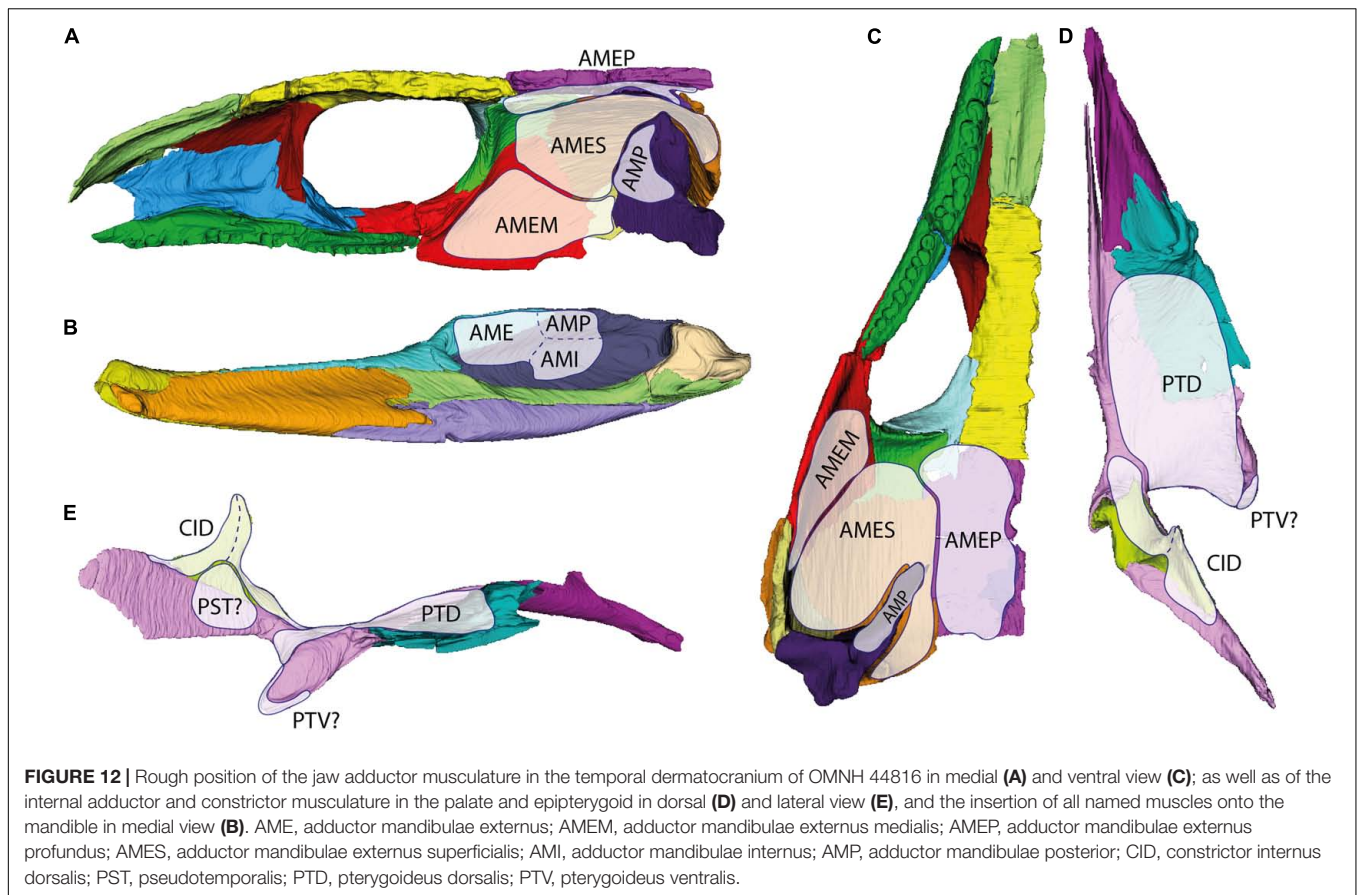 A
AMEP
AMES
AMP
AMEM
B
AME
AMP
AMI
E
CID
PST?
PTD
PTV?
C
AMEM
AMES
AMEP
AMP
D
PTD
PTV?
CID
FIGURE 12 | Rough position of the jaw adductor musculature in the temporal dermatocranium of OMNH 44816 in medial (A) and ventral view (C); as well as of the
internal adductor and constrictor musculature in the palate and epipterygoid in dorsal (D) and lateral view (E), and the insertion of all named muscles onto the
mandible in medial view (B). AME, adductor mandibulae externus; AMEM, adductor mandibulae externus medialis; AMEP, adductor mandibulae externus
profundus; AMES, adductor mandibulae externus superficialis; AMI, adductor mandibulae internus; AMP, adductor mandibulae posterior; CID, constrictor internus
dorsalis; PST, pseudotemporalis; PTD, pterygoideus dorsalis; PTV, pterygoideus ventralis.